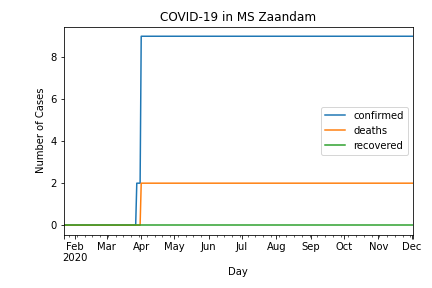 COVID-19 in MS Zaandam
Number of Cases
8
6
4
2
0
confirmed
deaths
recovered
Feb Mar Apr May Jun Jul Aug Sep Oct Nov Dec
2020
Day